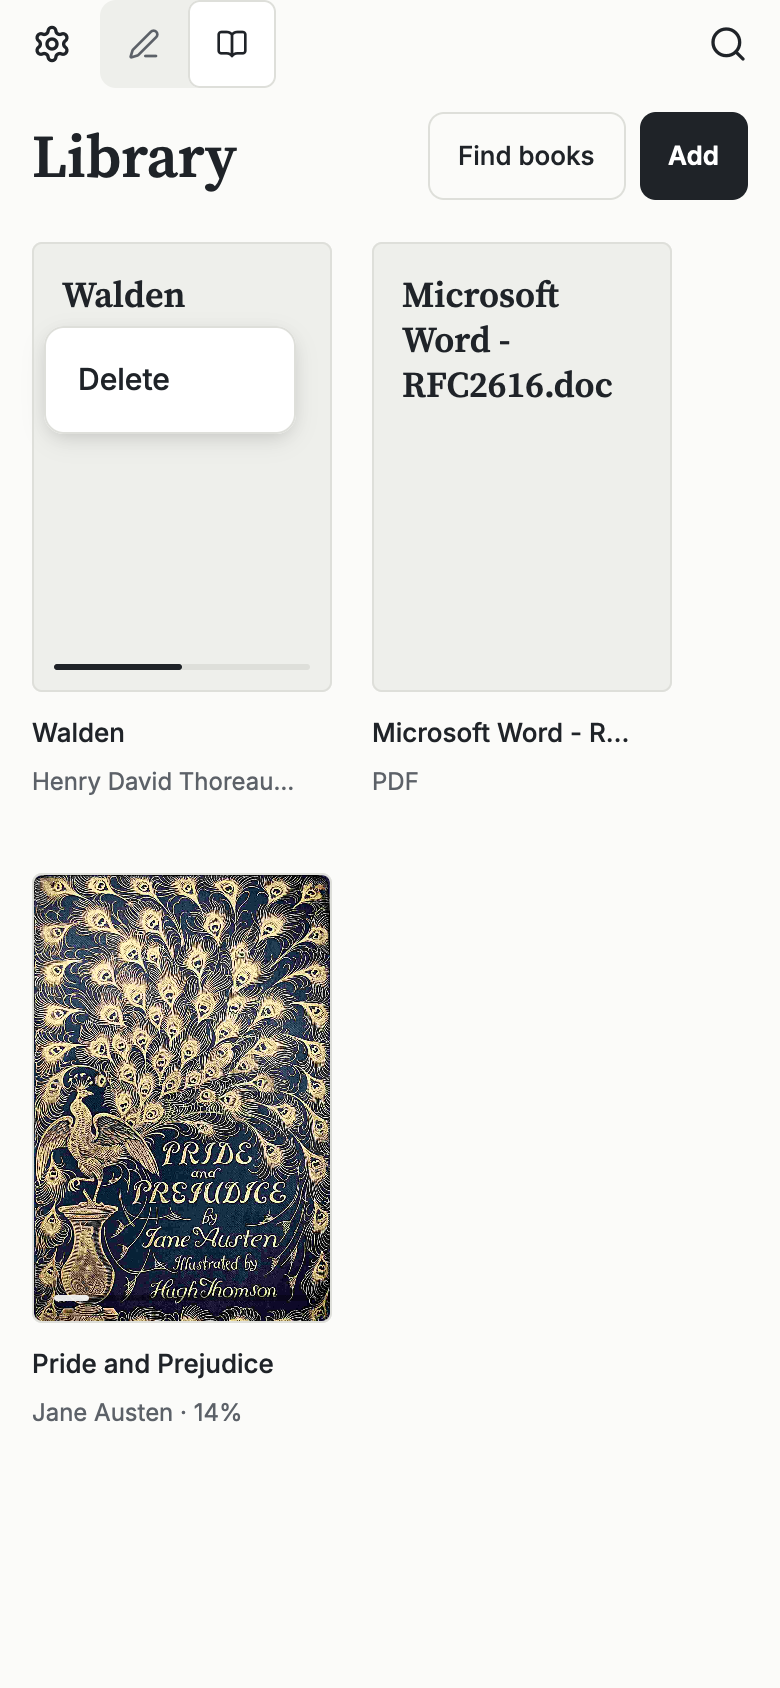 Library
Find books
Add
Walden
Delete
Microsoft
Word -
RFC2616.doc
Walden
Henry David Thoreau...
Microsoft Word - R...
PDF
PRIDE
and
PREJUDICE
by
Jane Austen
Illustrated by
Hugh Thomson
Pride and Prejudice
Jane Austen · 14%